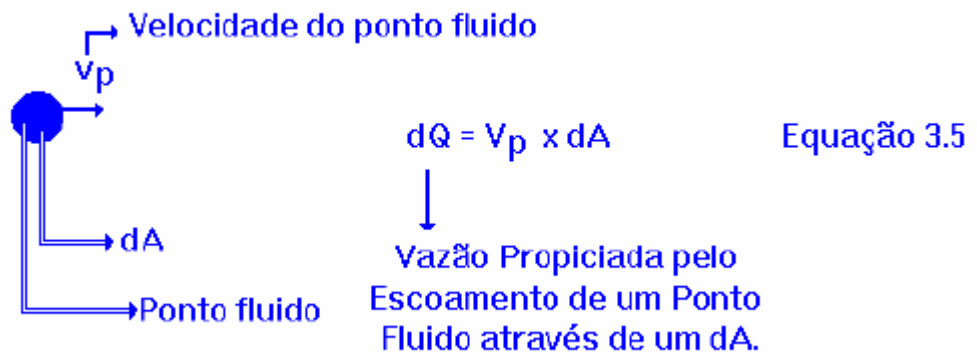 Velocidade do ponto fluido
vp
dQ = Vp x dA
Equação 3.5
dA
Ponto fluido
Vazão Propiciada pelo
Escoamento de um Ponto
Fluido através de um dA.